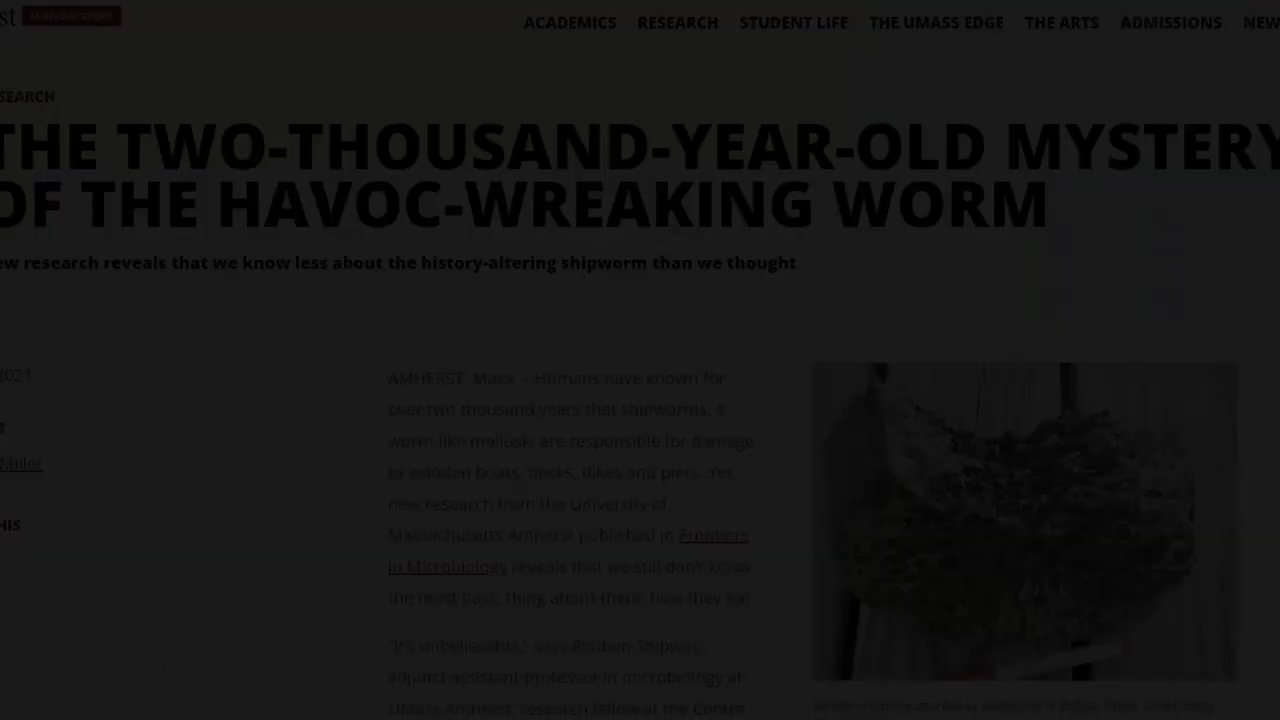 st
ACADEMICS RESEARCH STUDENT LIFE THE UMASS EDGE THE ARTS ADMISSIONS NEW
SEARCH
THE TWO-THOUSAND-YEAR-OLD MYSTERY
OF THE HAVOC-WREAKING WORM
ew research reveals that we know less about the history-altering shipworm than we thought
2021
T
Miller
HIS
AMHERST, Mass. – Humans have known for
over two thousand years that shipworms, a
worm-like mollusk, are responsible for damage
to wooden boats, docks, dikes and piers. Yet
new research from the University of
Massachusetts Amherst published in Frontiers
in Microbiology reveals that we still don't know
the most basic thing about them: how they eat.
"It's unbelievable," says Reuben Shipway,
adjunct assistant professor in microbiology at
UMass Amherst, research fellow at the Centre